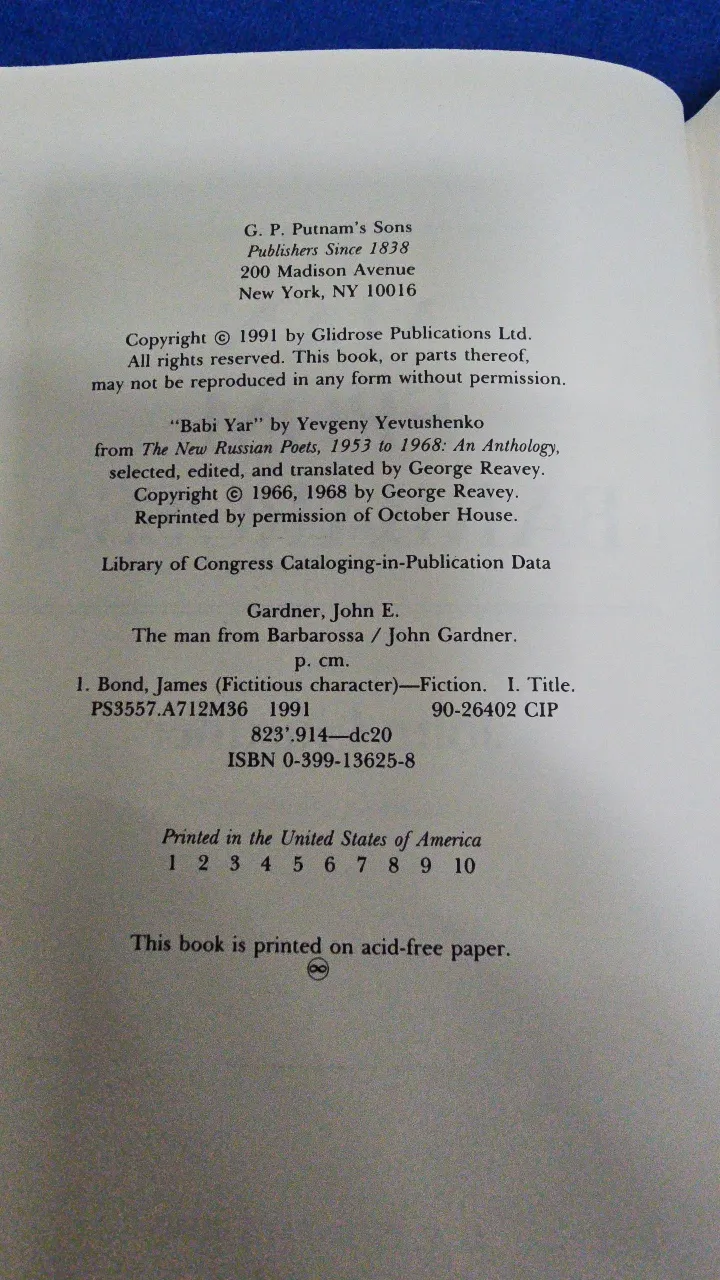 G. P. Putnam's Sons
Publishers Since 1838
200 Madison Avenue
New York, NY 10016
Copyright © 1991 by Glidrose Publications Ltd.
All rights reserved. This book, or parts thereof,
may not be reproduced in any form without permission.
"Babi Yar" by Yevgeny Yevtushenko
from The New Russian Poets, 1953 to 1968: An Anthology,
selected, edited, and translated by George Reavey.
Copyright © 1966, 1968 by George Reavey.
Reprinted by permission of October House.
Library of Congress Cataloging-in-Publication Data
Gardner, John E.
The man from Barbarossa / John Gardner.
p. cm.
1. Bond, James (Fictitious character)—Fiction. I. Title.
PS3557.A712M36 1991 90-26402 CIP
823'.914—dc20
ISBN 0-399-13625-8
Printed in the United States of America
1 2 3 4 5 6 7 8 9 10
This book is printed on acid-free paper.
♾